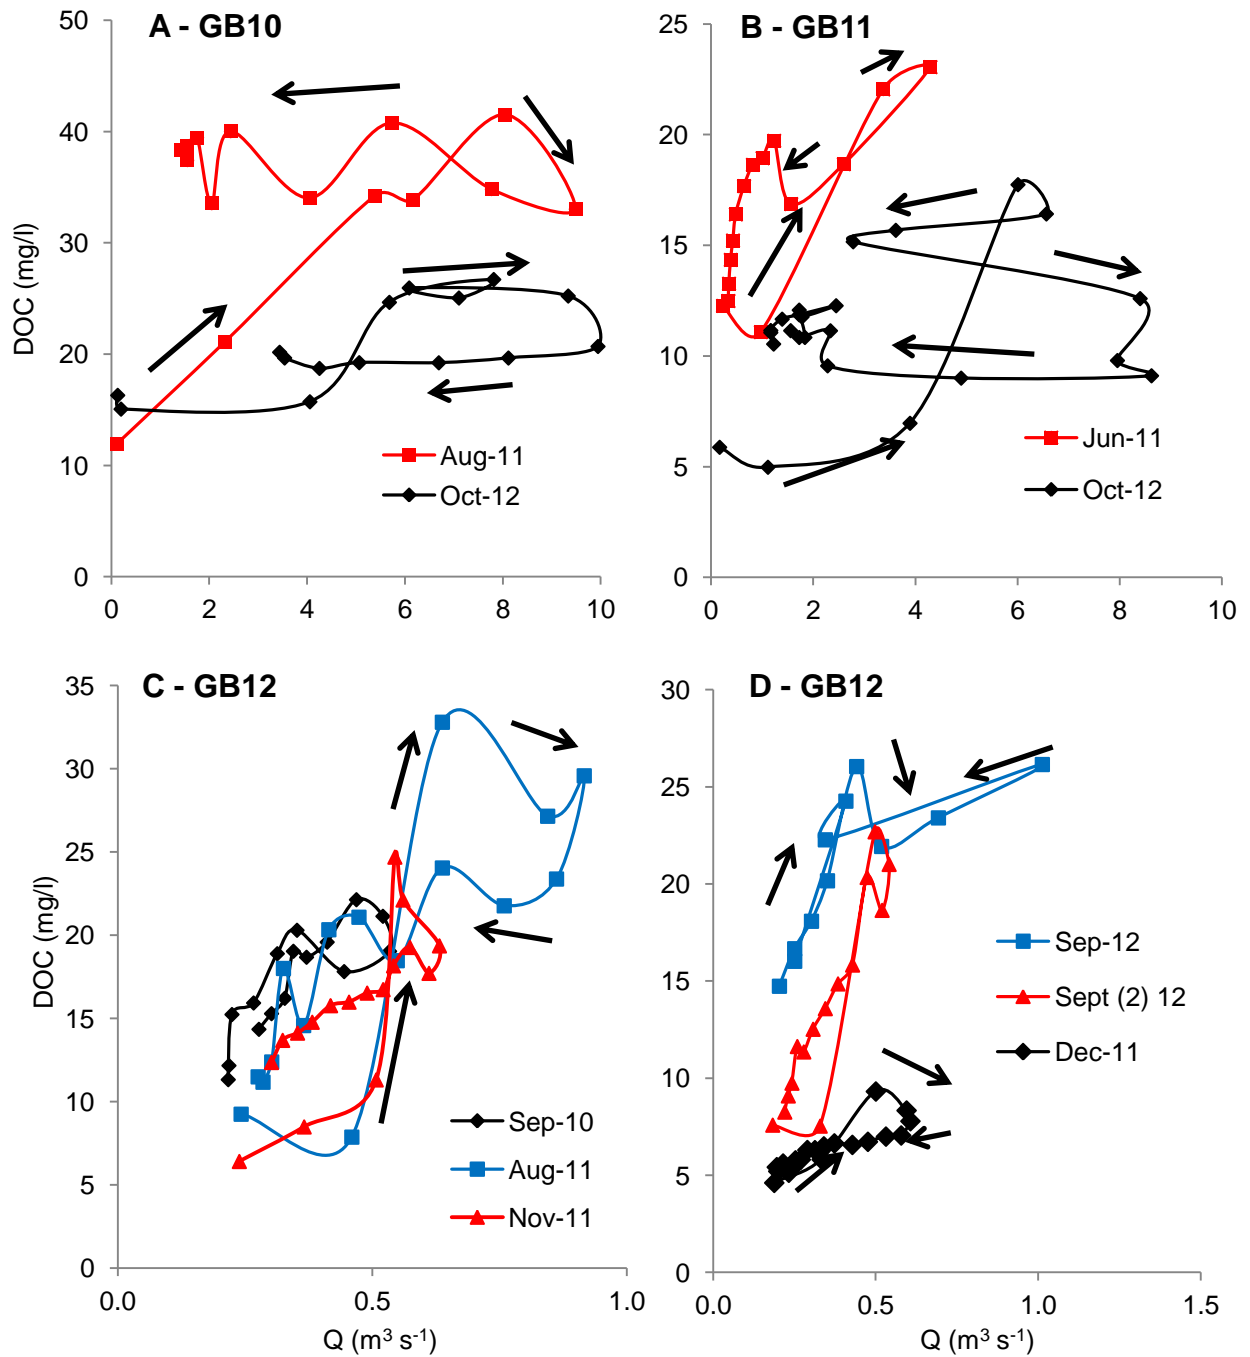 A - GB10
50
40
30
20
10
0
DOC (mg/l)
0 2 4 6 8 10
Aug-11
Oct-12
B - GB11
25
20
15
10
5
0
0 2 4 6 8 10
Jun-11
Oct-12
C - GB12
35
30
25
20
15
10
5
0
DOC (mg/l)
0.0 0.5 1.0
Q (m³ s⁻¹)
Sep-10
Aug-11
Nov-11
D - GB12
30
25
20
15
10
5
0
0.0 0.5 1.0 1.5
Q (m³ s⁻¹)
Sep-12
Sept (2) 12
Dec-11